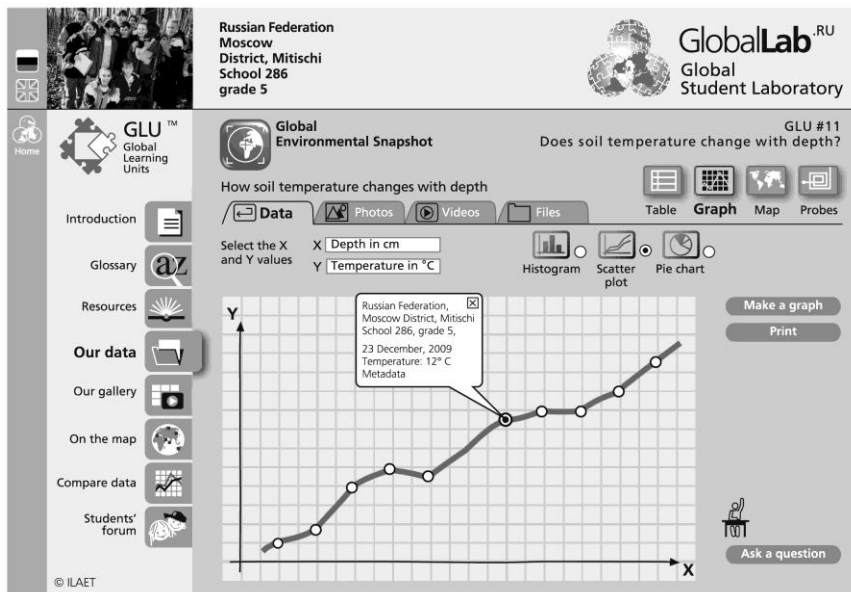 Russian Federation
Moscow
District, Mitischi
School 286
grade 5
GlobalLab.RU
Global
Student Laboratory
Home
GLU ™
Global
Learning
Units
Global
Environmental Snapshot
GLU #11
Does soil temperature change with depth?
How soil temperature changes with depth
Table
Graph
Map
Probes
Data
Photos
Videos
Files
Select the X
and Y values
X Depth in cm
Y Temperature in °C
Histogram
Scatter
plot
Pie chart
Introduction
Glossary
az
Resources
Our data
Our gallery
On the map
Compare data
Students'
forum
Y
Russian Federation,
Moscow District, Mitischi
School 286, grade 5,
23 December, 2009
Temperature: 12° C
Metadata
X
Make a graph
Print
Ask a question
© ILAET